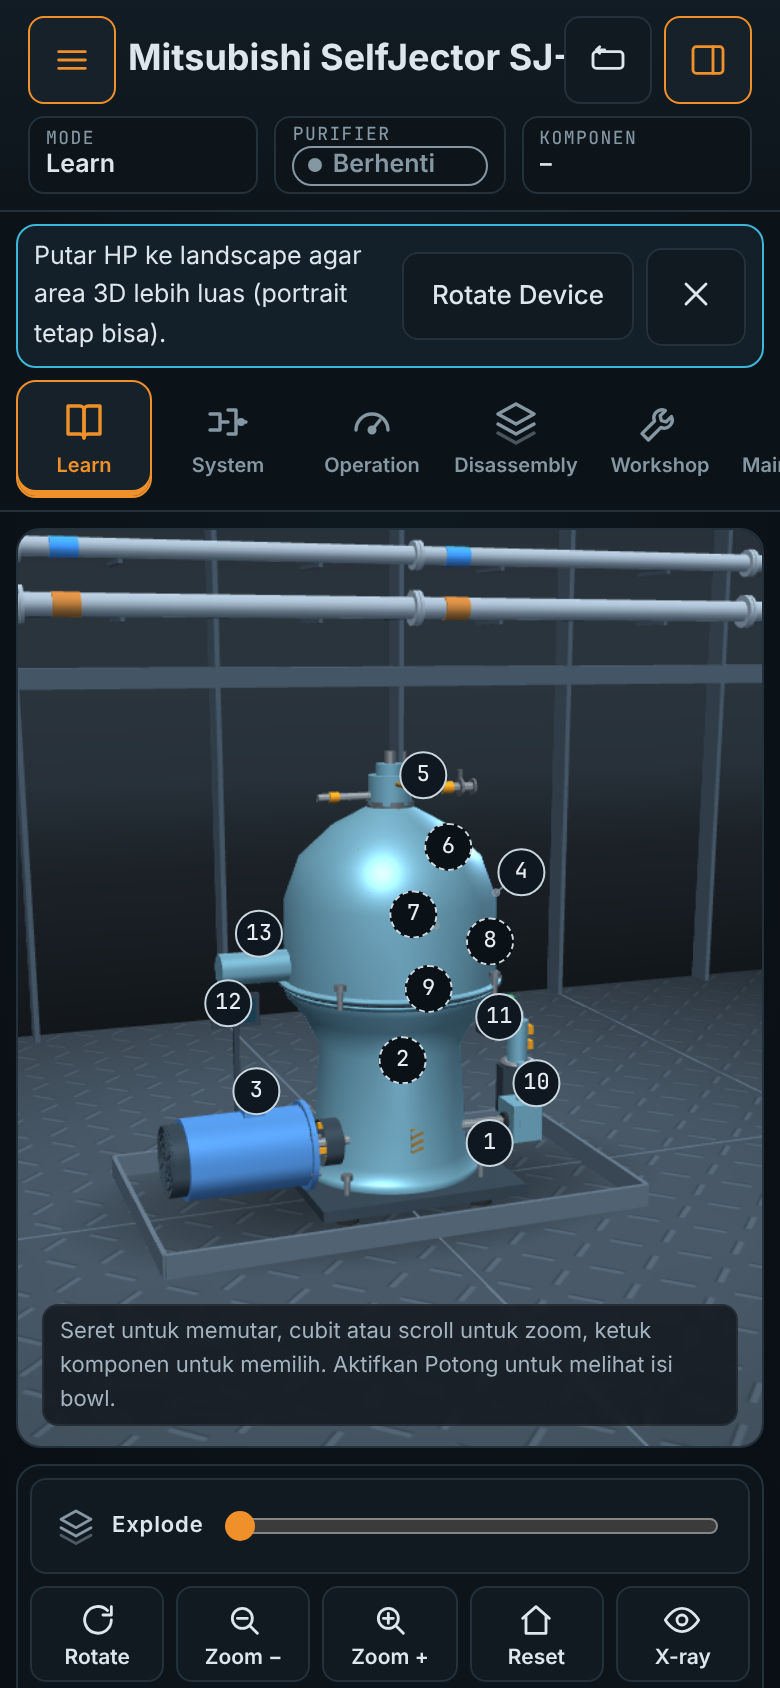 Mitsubishi SelfJector SJ-
MODE
Learn
PURIFIER
Berhenti
KOMPONEN
–
Putar HP ke landscape agar
area 3D lebih luas (portrait
tetap bisa).
Rotate Device
Learn
System
Operation
Disassembly
Workshop
Mai
5
6
4
7
8
13
9
12
11
2
10
3
1
Seret untuk memutar, cubit atau scroll untuk zoom, ketuk
komponen untuk memilih. Aktifkan Potong untuk melihat isi
bowl.
Explode
Rotate
Zoom –
Zoom +
Reset
X-ray